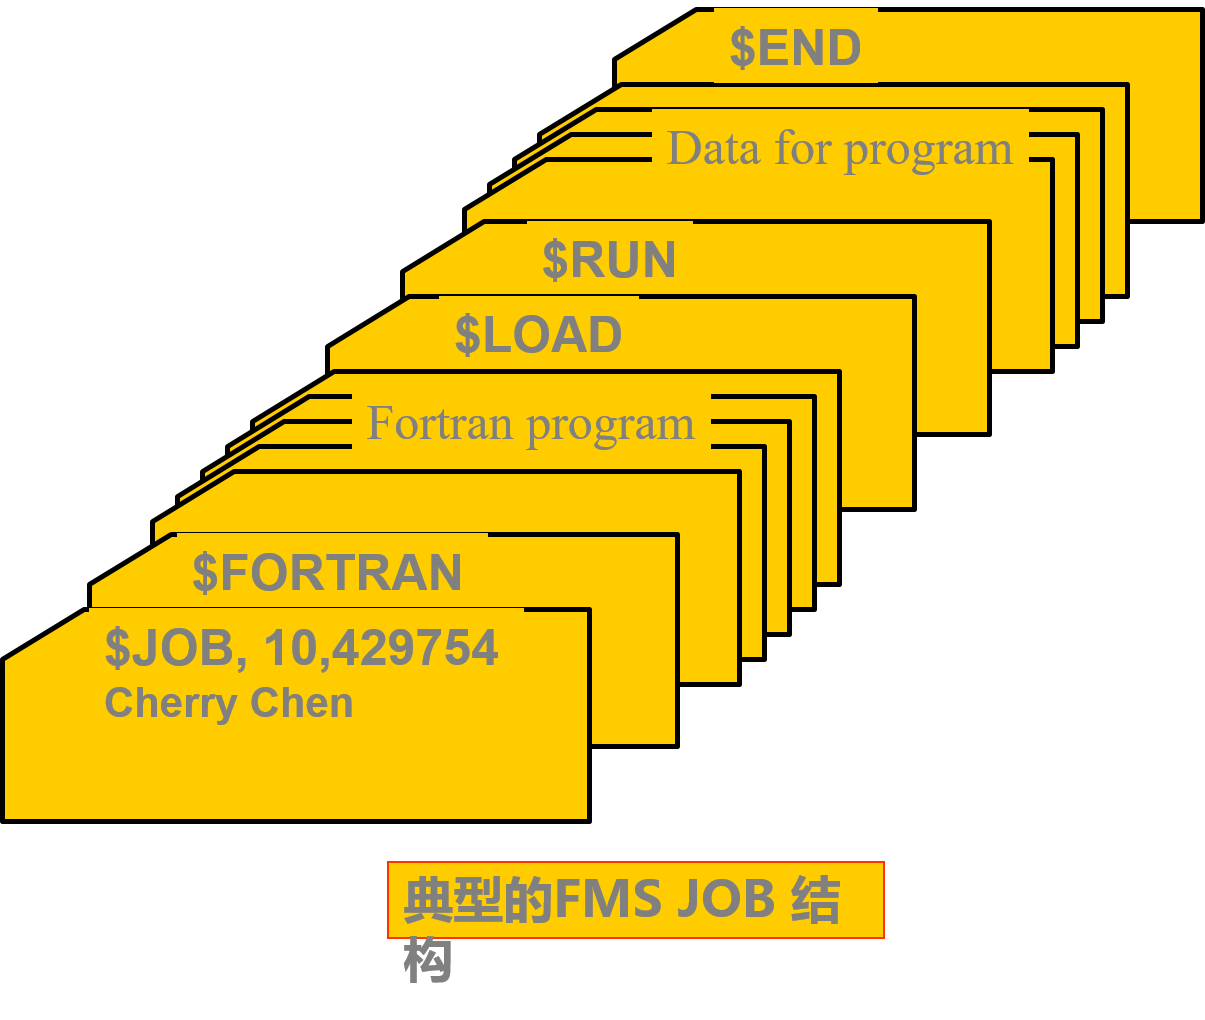 $END
Data for program
$RUN
$LOAD
Fortran program
$FORTRAN
$JOB, 10,429754
Cherry Chen
典型的FMS JOB 结
构